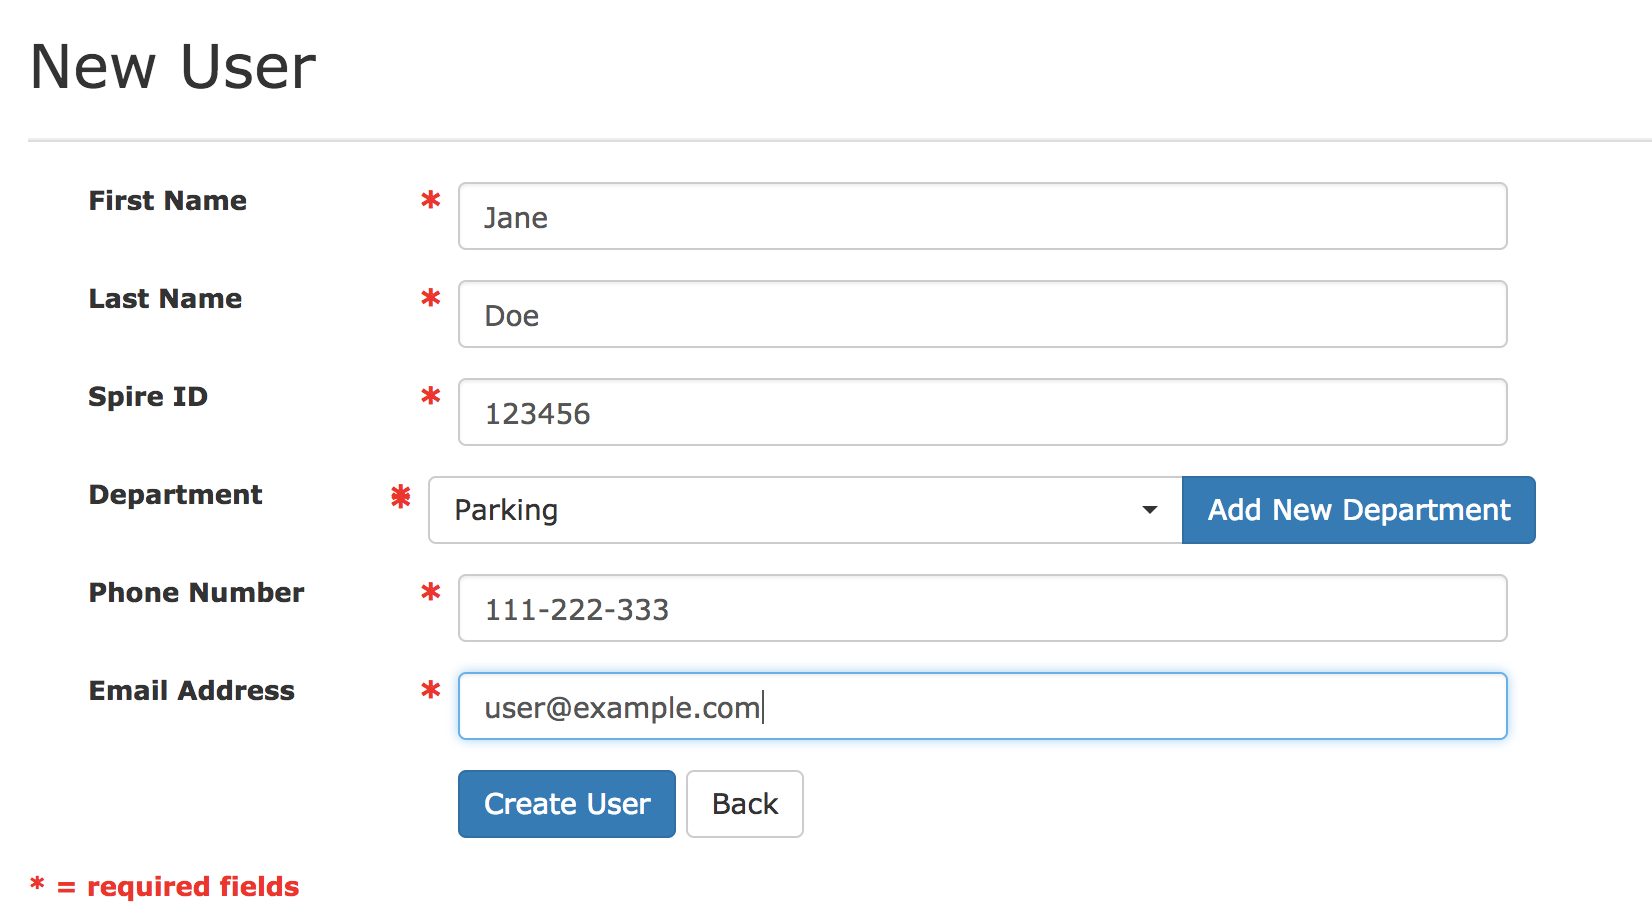 New User
First Name * Jane
Last Name * Doe
Spire ID * 123456
Department * Parking Add New Department
Phone Number * 111-222-333
Email Address * user@example.com
Create User Back
* = required fields